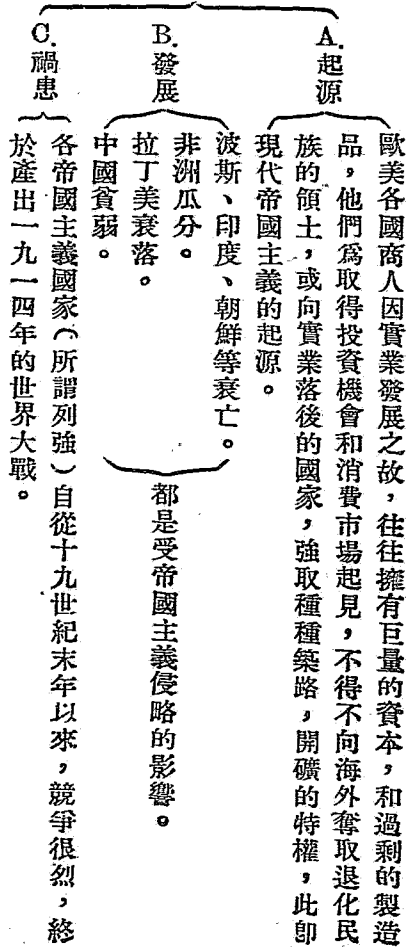 A.起源
歐美各國商人因實業發展之故，往往擁有巨量的資本，和過剩的製造
品，他們爲取得投資機會和消費市場起見，不得不向海外奪取退化民
族的領土，或向實業落後的國家，強取種種築路，開礦的特權，此卽
現代帝國主義的起源。
B.發展
波斯、印度、朝鮮等衰亡。
非洲瓜分。
拉丁美衰落。
中國貧弱。
都是受帝國主義侵略的影響。
C.禍患
各帝國主義國家（所謂列強）自從十九世紀末年以來，競爭很烈，終
於產出一九一四年的世界大戰。